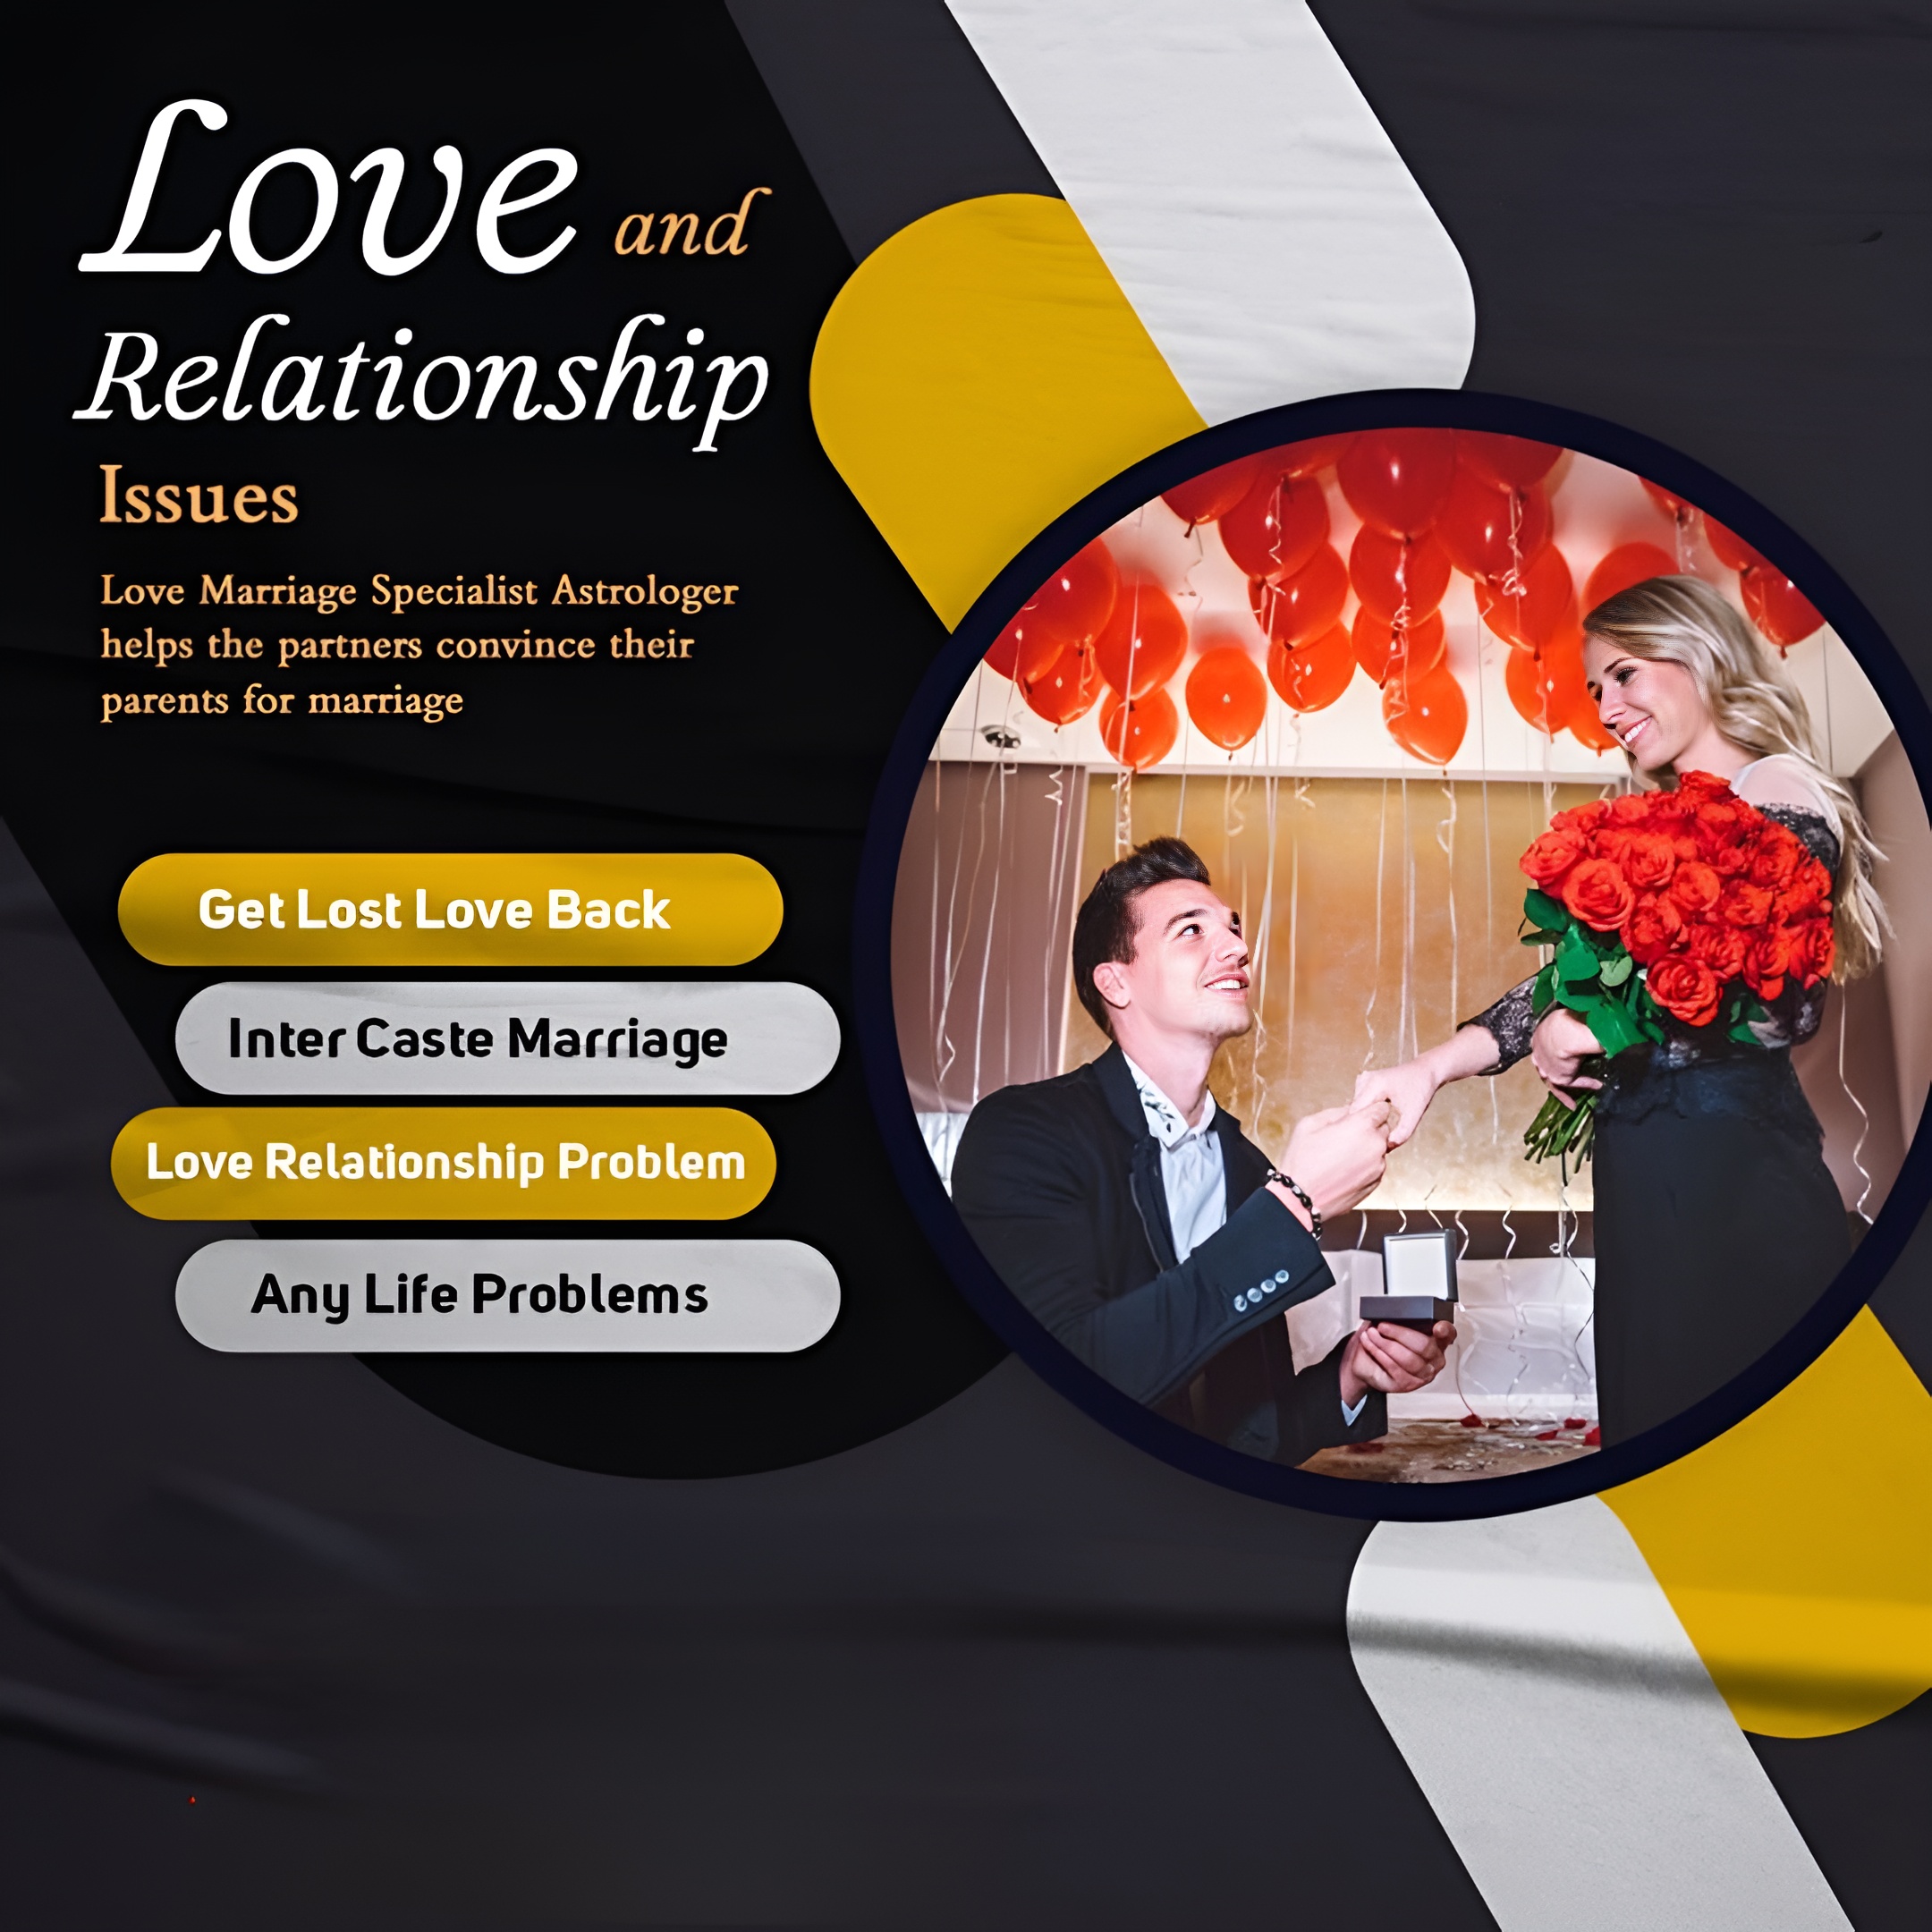 Love and
Relationship
Issues
Love Marriage Specialist Astrologer
helps the partners convince their
parents for marriage
Get Lost Love Back
Inter Caste Marriage
Love Relationship Problem
Any Life Problems